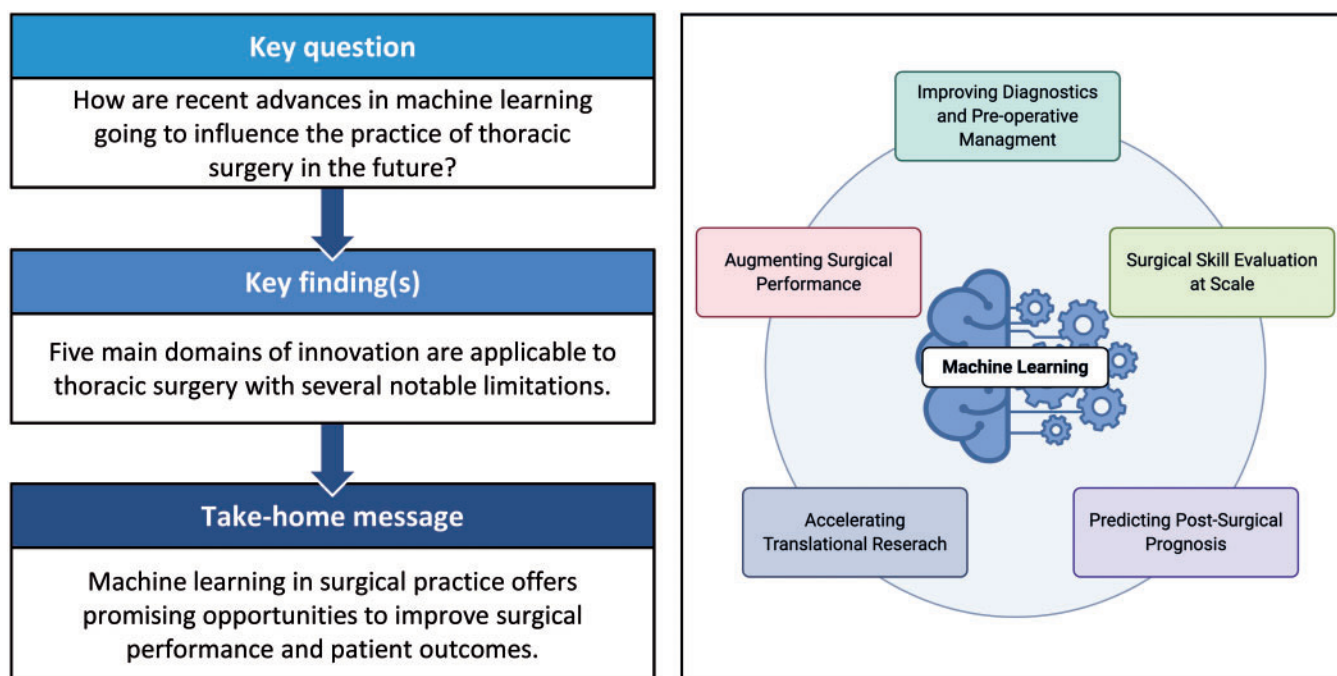 Key question
How are recent advances in machine learning
going to influence the practice of thoracic
surgery in the future?
Key finding(s)
Five main domains of innovation are applicable to
thoracic surgery with several notable limitations.
Take-home message
Machine learning in surgical practice offers
promising opportunities to improve surgical
performance and patient outcomes.
Improving Diagnostics
and Pre-operative
Managment
Augmenting Surgical
Performance
Surgical Skill Evaluation
at Scale
Machine Learning
Accelerating
Translational Reserach
Predicting Post-Surgical
Prognosis